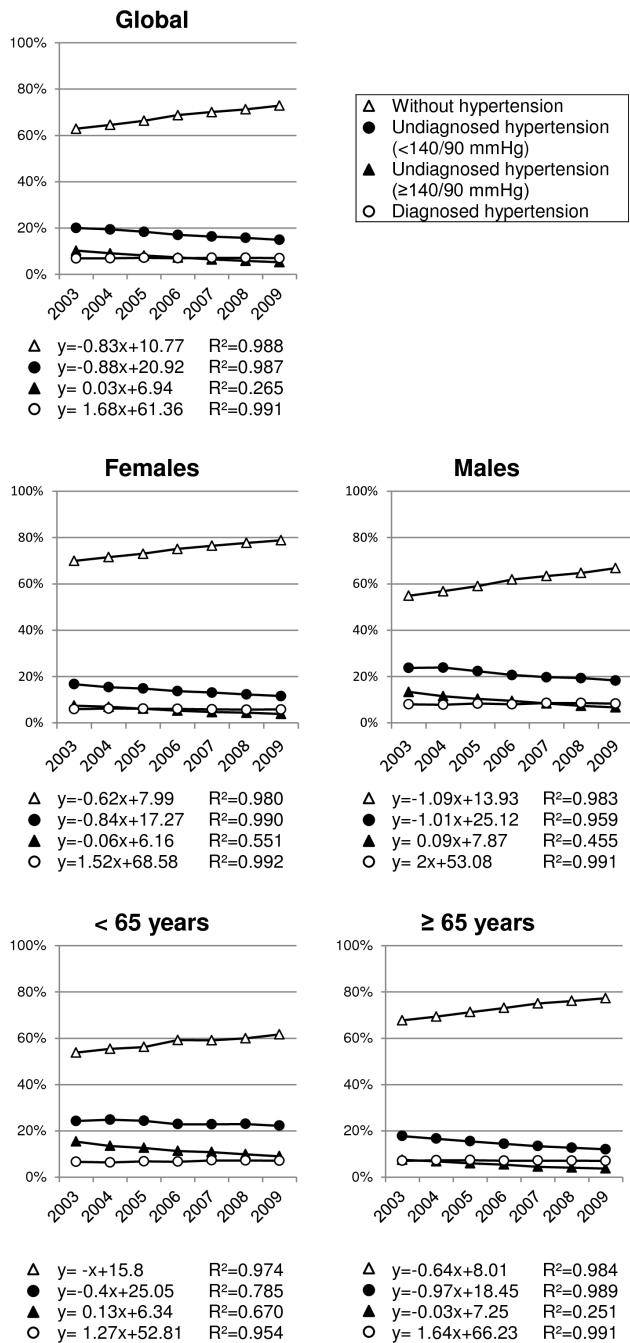 Global
100%
80%
60%
40%
20%
0%
2003 2004 2005 2006 2007 2008 2009
Without hypertension
Undiagnosed hypertension
(<140/90 mmHg)
Undiagnosed hypertension
(≥140/90 mmHg)
Diagnosed hypertension
y=-0.83x+10.77 R²=0.988
y=-0.88x+20.92 R²=0.987
y= 0.03x+6.94 R²=0.265
y= 1.68x+61.36 R²=0.991
Females
100%
80%
60%
40%
20%
0%
2003 2004 2005 2006 2007 2008 2009
y=-0.62x+7.99 R²=0.980
y=-0.84x+17.27 R²=0.990
y=-0.06x+6.16 R²=0.551
y=1.52x+68.58 R²=0.992
Males
100%
80%
60%
40%
20%
0%
2003 2004 2005 2006 2007 2008 2009
y=-1.09x+13.93 R²=0.983
y=-1.01x+25.12 R²=0.959
y= 0.09x+7.87 R²=0.455
y= 2x+53.08 R²=0.991
< 65 years
100%
80%
60%
40%
20%
0%
2003 2004 2005 2006 2007 2008 2009
y= -x+15.8 R²=0.974
y=-0.4x+25.05 R²=0.785
y= 0.13x+6.34 R²=0.670
y= 1.27x+52.81 R²=0.954
≥ 65 years
100%
80%
60%
40%
20%
0%
2003 2004 2005 2006 2007 2008 2009
y=-0.64x+8.01 R²=0.984
y=-0.97x+18.45 R²=0.989
y=-0.03x+7.25 R²=0.251
y= 1.64x+66.23 R²=0.991